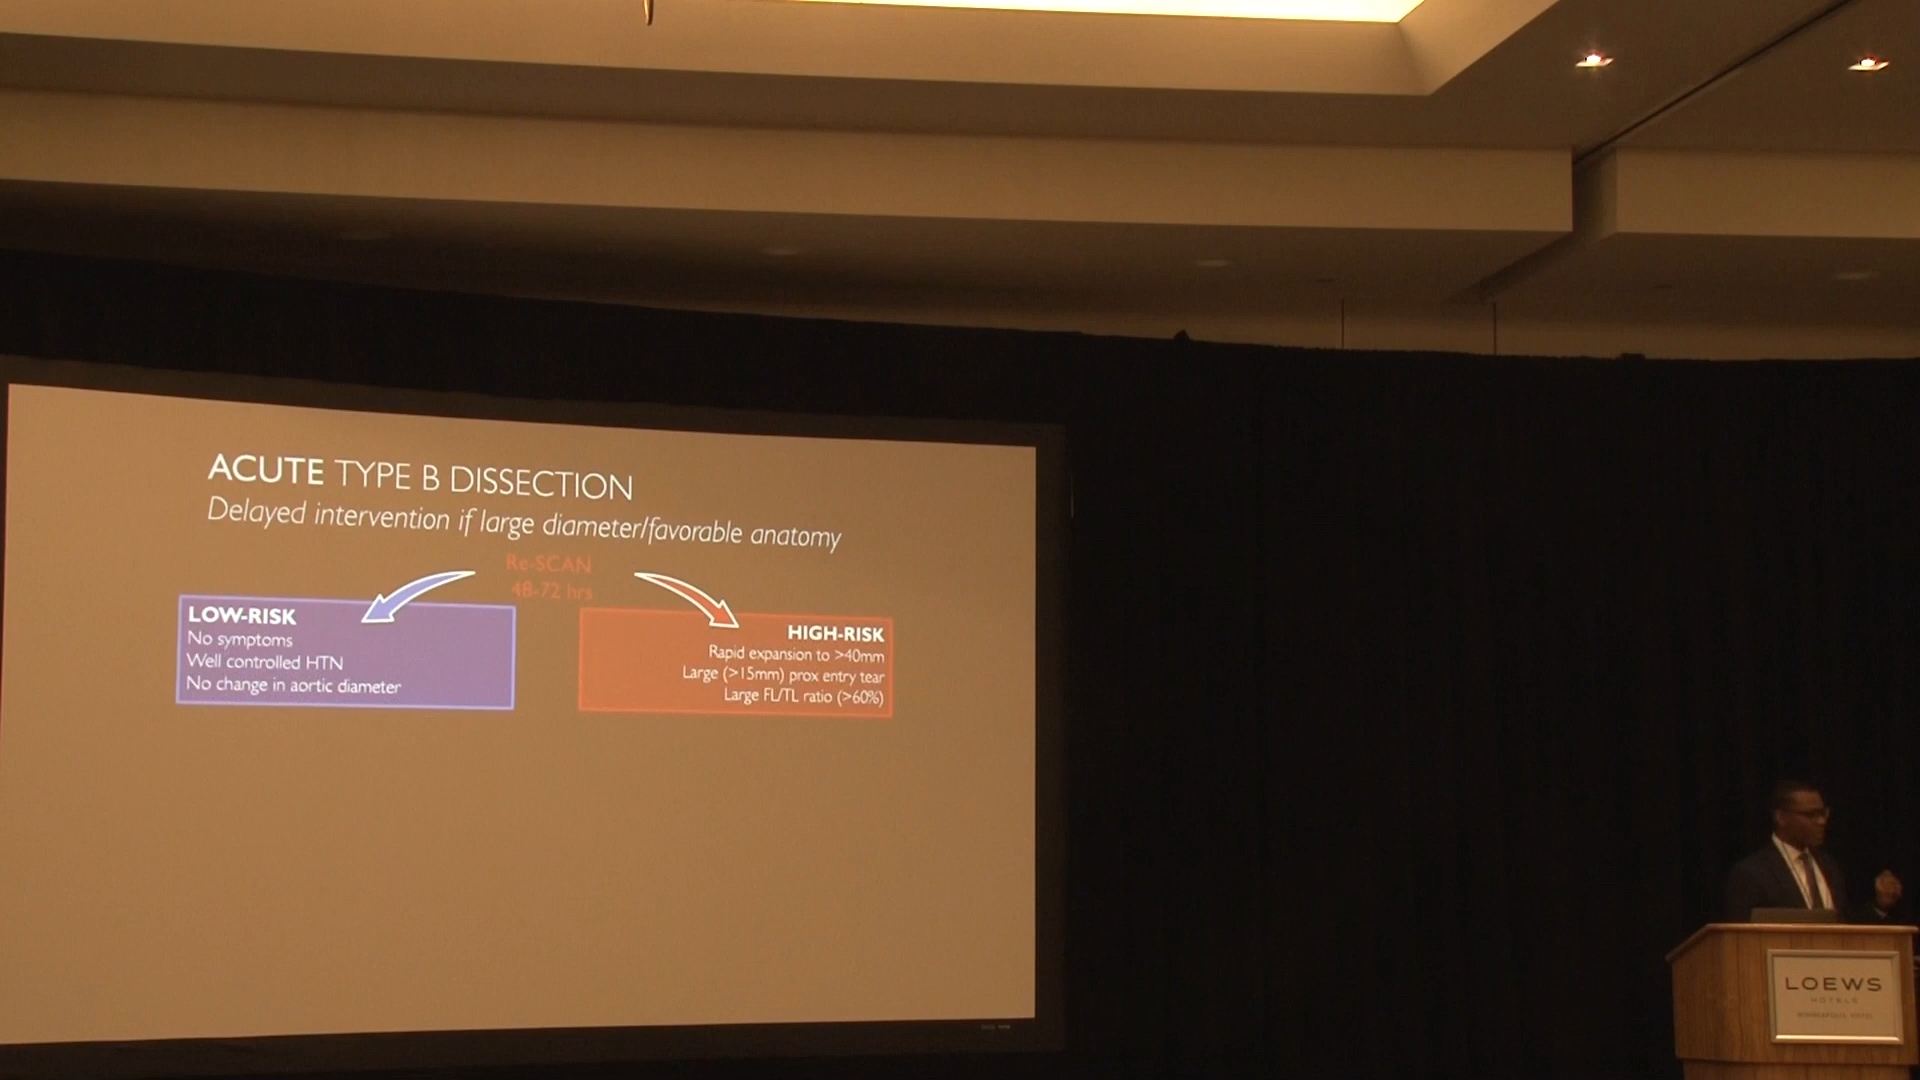 ACUTE TYPE B DISSECTION
Delayed intervention if large diameter/favorable anatomy
Re-SCAN
48-72 hrs
LOW-RISK
No symptoms
Well controlled HTN
No change in aortic diameter
HIGH-RISK
Rapid expansion to >40mm
Large (>15mm) prox entry tear
Large FL/TL ratio (>60%)
LOEWS
HOTELS